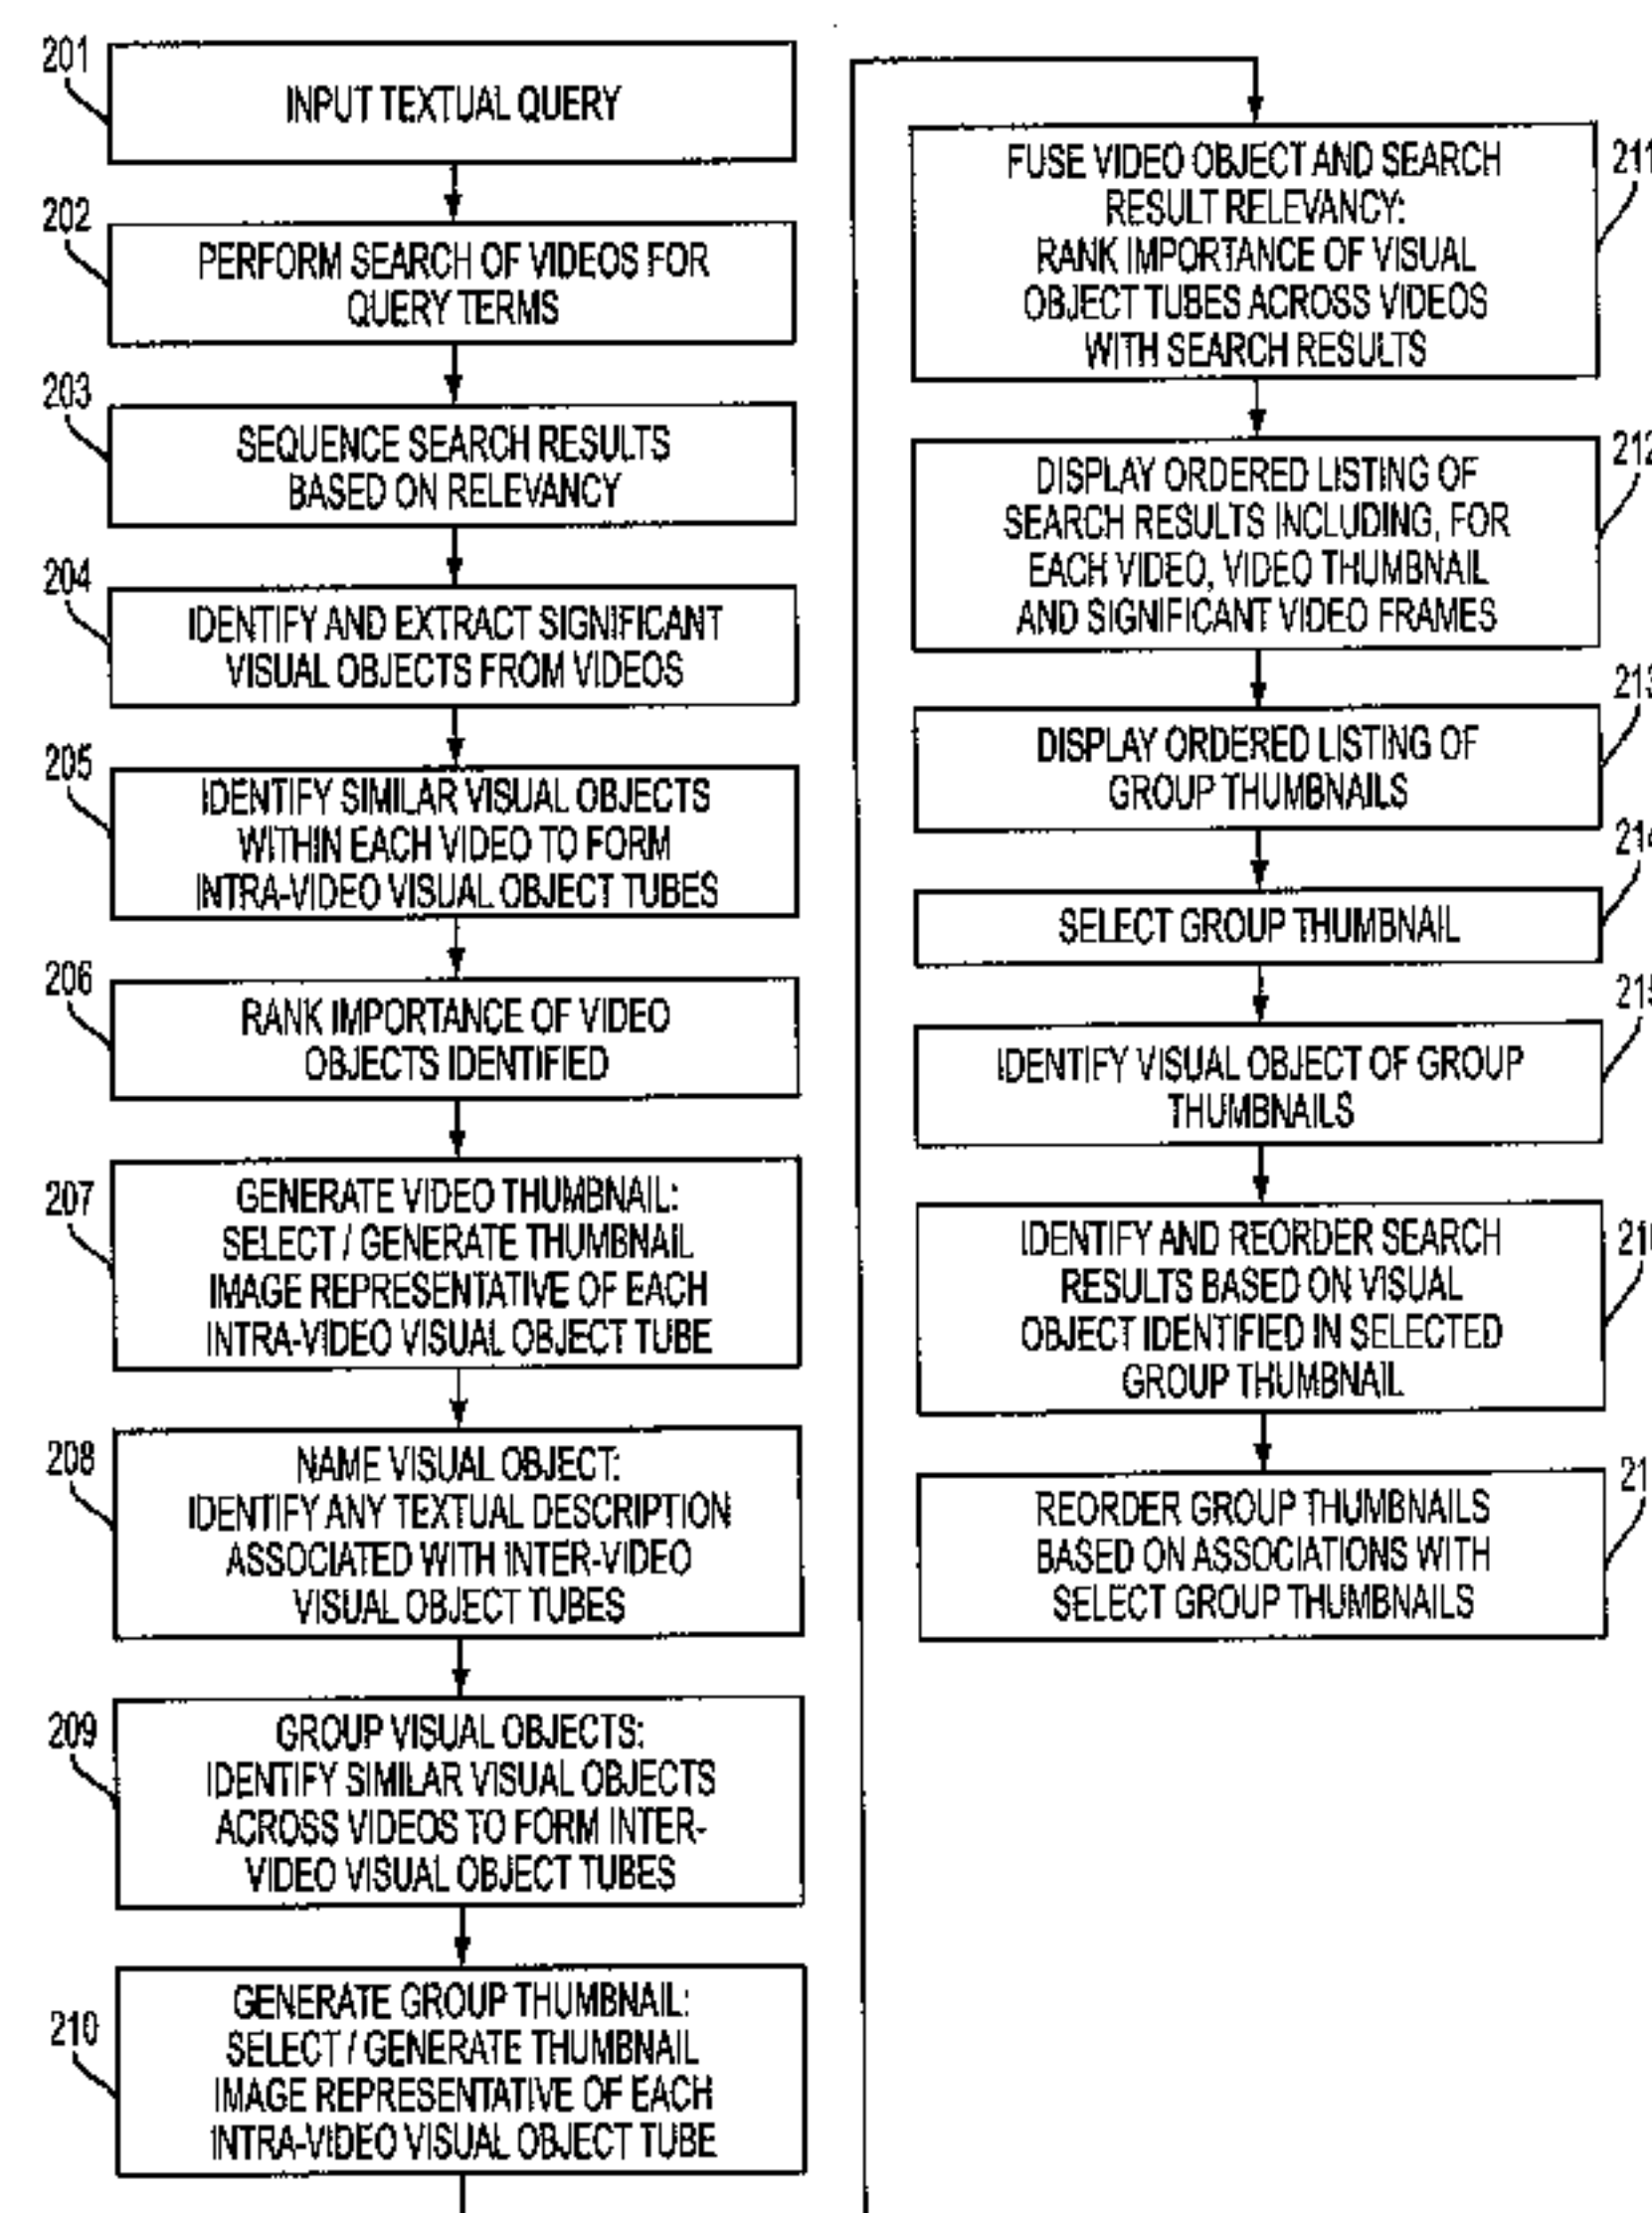 201
INPUT TEXTUAL QUERY
202
PERFORM SEARCH OF VIDEOS FOR
QUERY TERMS
203
SEQUENCE SEARCH RESULTS
BASED ON RELEVANCY
204
IDENTIFY AND EXTRACT SIGNIFICANT
VISUAL OBJECTS FROM VIDEOS
205
IDENTIFY SIMILAR VISUAL OBJECTS
WITHIN EACH VIDEO TO FORM
INTRA-VIDEO VISUAL OBJECT TUBES
206
RANK IMPORTANCE OF VIDEO
OBJECTS IDENTIFIED
207
GENERATE VIDEO THUMBNAIL:
SELECT / GENERATE THUMBNAIL
IMAGE REPRESENTATIVE OF EACH
INTRA-VIDEO VISUAL OBJECT TUBE
208
NAME VISUAL OBJECT:
IDENTIFY ANY TEXTUAL DESCRIPTION
ASSOCIATED WITH INTER-VIDEO
VISUAL OBJECT TUBES
209
GROUP VISUAL OBJECTS:
IDENTIFY SIMILAR VISUAL OBJECTS
ACROSS VIDEOS TO FORM INTER-
VIDEO VISUAL OBJECT TUBES
210
GENERATE GROUP THUMBNAIL:
SELECT / GENERATE THUMBNAIL
IMAGE REPRESENTATIVE OF EACH
INTRA-VIDEO VISUAL OBJECT TUBE
211
FUSE VIDEO OBJECT AND SEARCH
RESULT RELEVANCY:
RANK IMPORTANCE OF VISUAL
OBJECT TUBES ACROSS VIDEOS
WITH SEARCH RESULTS
212
DISPLAY ORDERED LISTING OF
SEARCH RESULTS INCLUDING, FOR
EACH VIDEO, VIDEO THUMBNAIL
AND SIGNIFICANT VIDEO FRAMES
213
DISPLAY ORDERED LISTING OF
GROUP THUMBNAILS
214
SELECT GROUP THUMBNAIL
215
IDENTIFY VISUAL OBJECT OF GROUP
THUMBNAILS
216
IDENTIFY AND REORDER SEARCH
RESULTS BASED ON VISUAL
OBJECT IDENTIFIED IN SELECTED
GROUP THUMBNAIL
21
REORDER GROUP THUMBNAILS
BASED ON ASSOCIATIONS WITH
SELECT GROUP THUMBNAILS